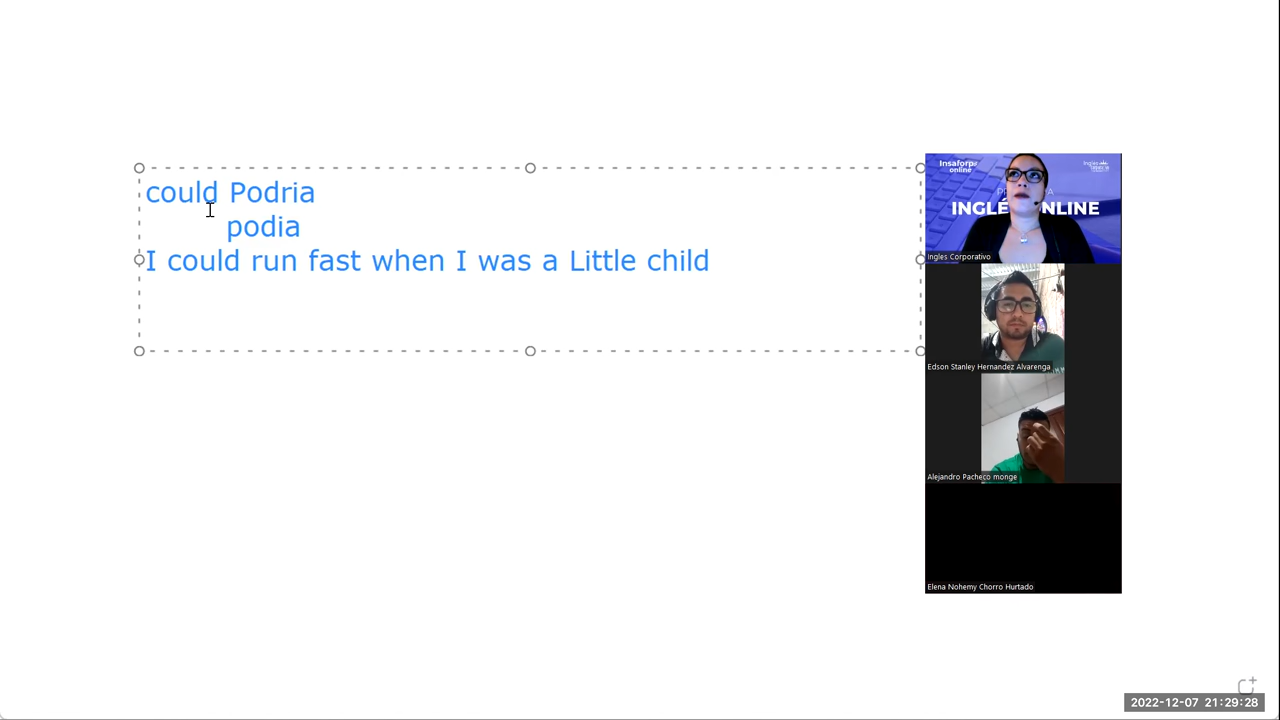 could Podria
podia
I could run fast when I was a Little child
Insaforp
online
INGLÉ NLINE
Ingles Corporativo
Edson Stanley Hernandez Alvarenga
Alejandro Pacheco monge
Elena Nohemy Chorro Hurtado
2022-12-07 21:29:28